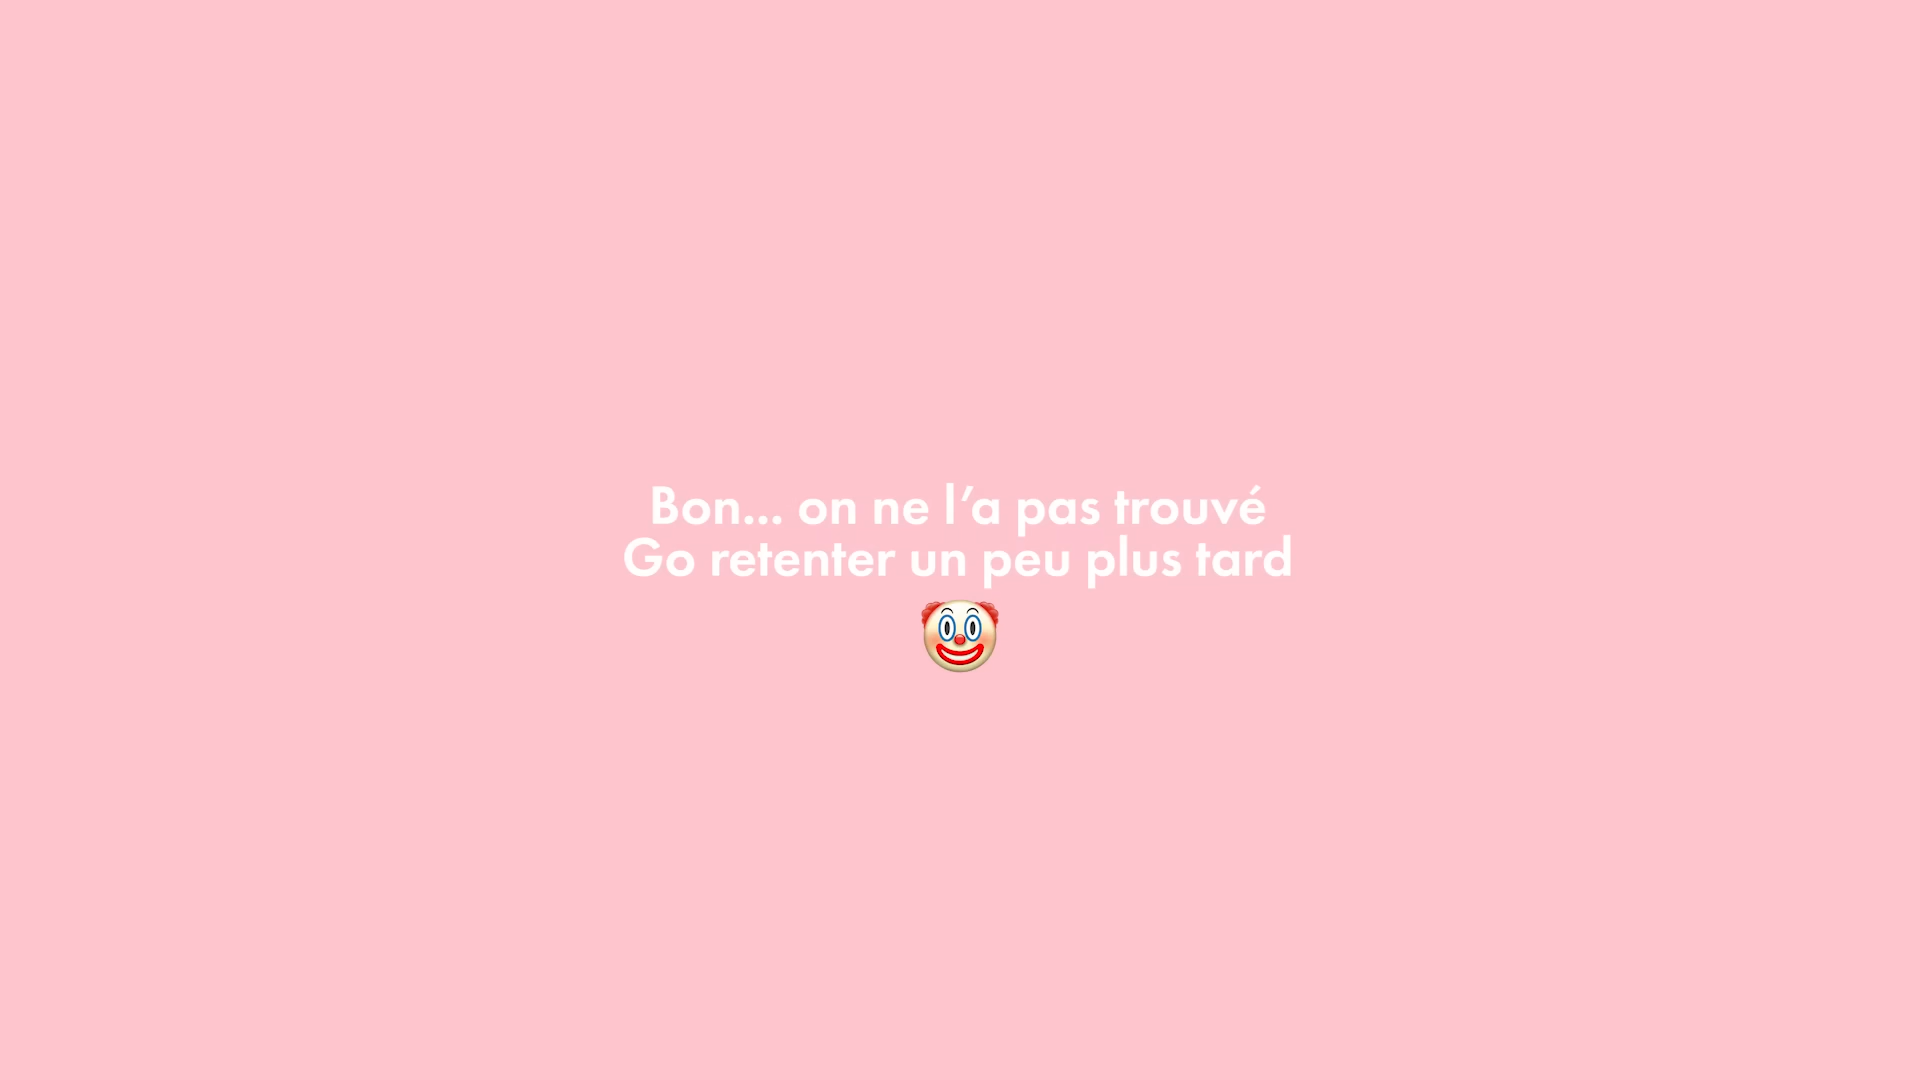 Bon... on ne l’a pas trouvé
Go retenter un peu plus tard
🤡